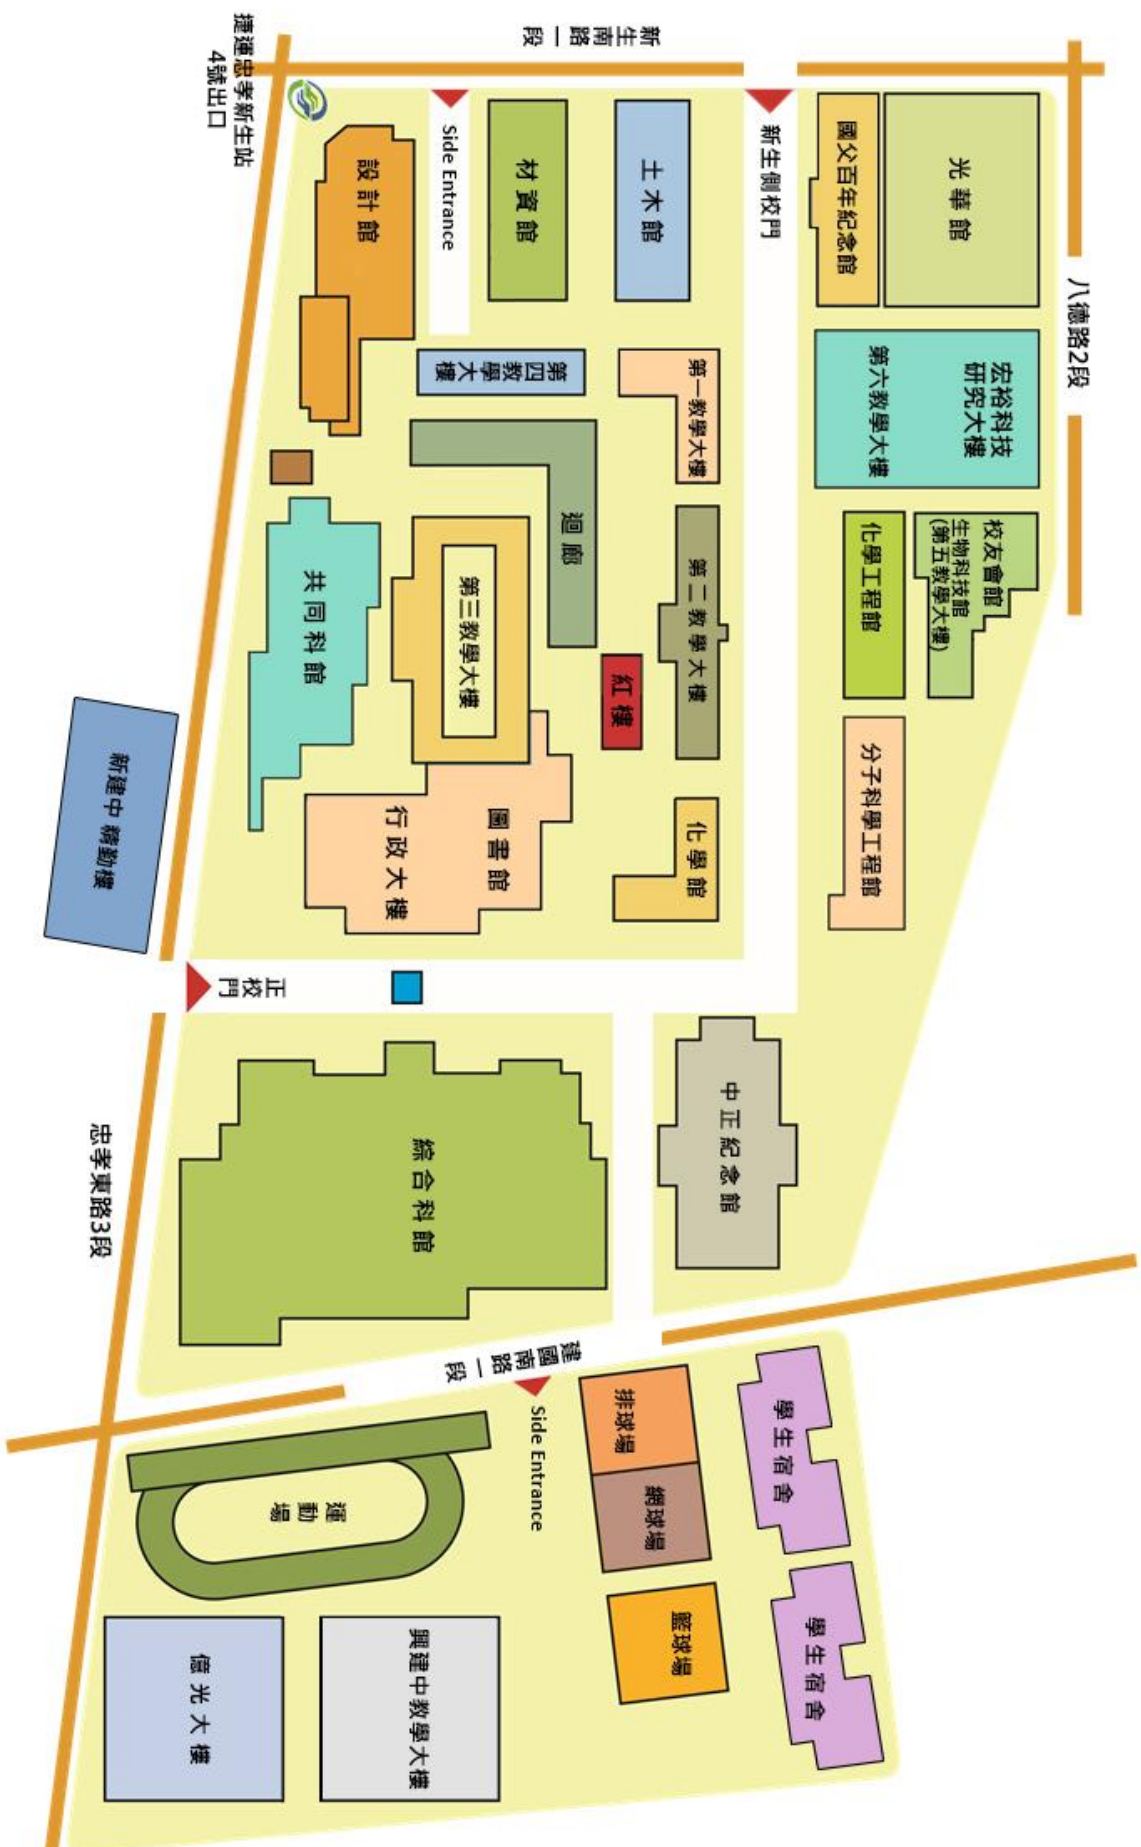 八德路2段
光華館
宏裕科技
研究大樓
第六教學大樓
校友會館
生物科技館
(第五教學大樓)
國父百年紀念館
化學工程館
分子科學工程館
新生側校門
新生南路一段
土木館
第一教學大樓
第二教學大樓
紅樓
化學館
中正紀念館
學生宿舍
學生宿舍
材資館
第四教學大樓
迴廊
第三教學大樓
圖書館
行政大樓
綜合科館
建國南路一段
Side Entrance
排球場
網球場
籃球場
Side Entrance
設計館
共同科館
正校門
運動場
興建中教學大樓
億光大樓
捷運忠孝新生站
4號出口
新建中 精勤樓
忠孝東路3段